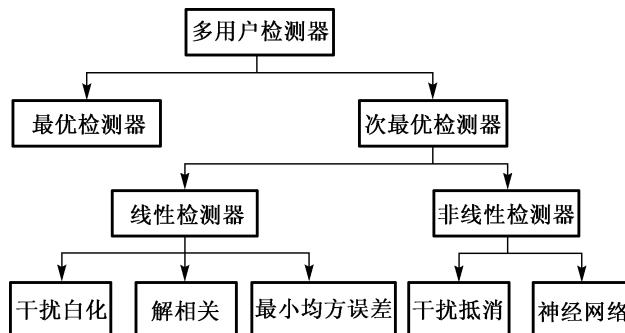 多用户检测器
最优检测器
次最优检测器
线性检测器
非线性检测器
干扰白化
解相关
最小均方误差
干扰抵消
神经网络